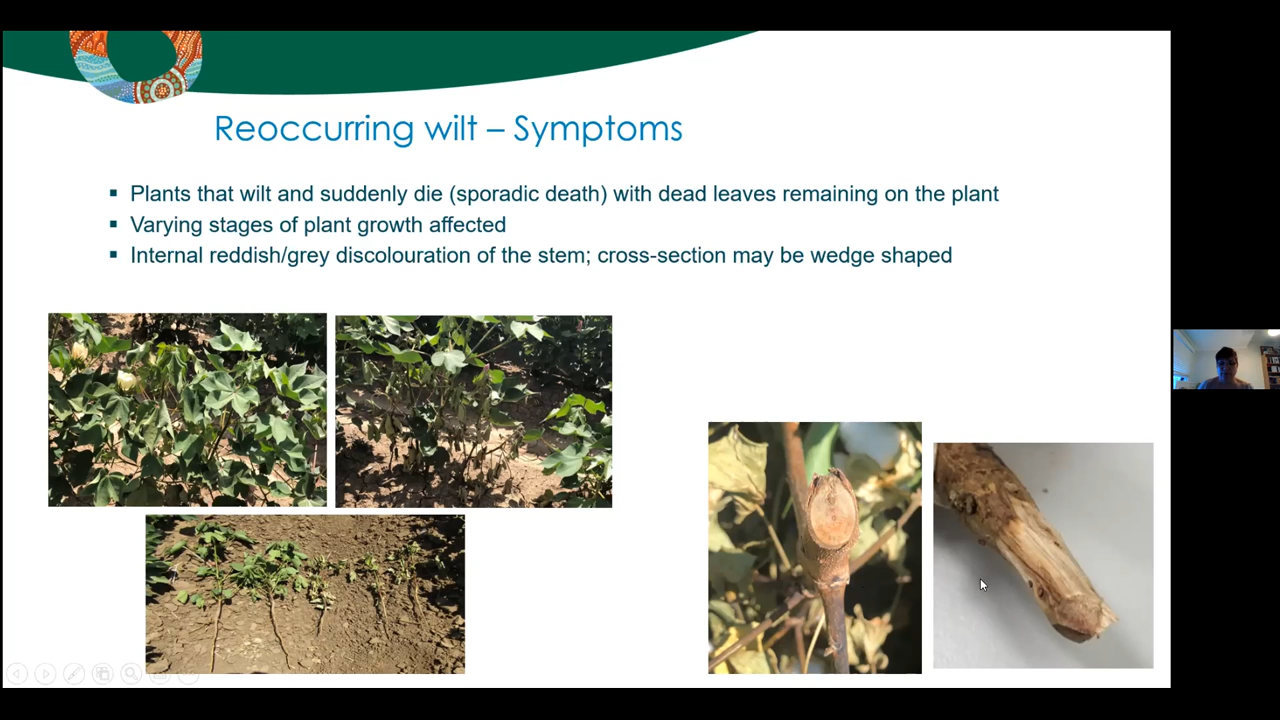 Reoccurring wilt – Symptoms
Plants that wilt and suddenly die (sporadic death) with dead leaves remaining on the plant
Varying stages of plant growth affected
Internal reddish/grey discolouration of the stem; cross-section may be wedge shaped